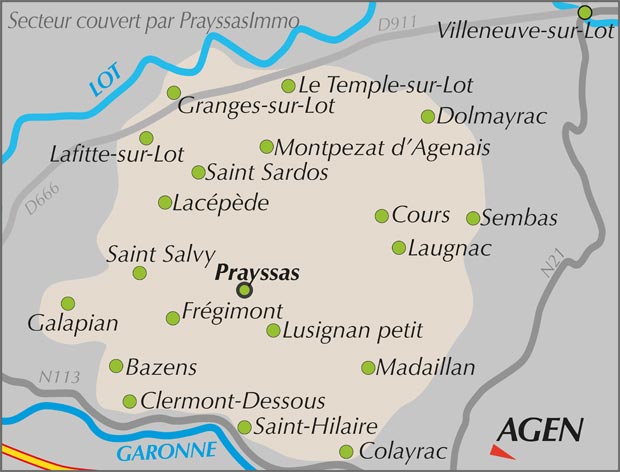 Secteur couvert par PrayssasImmo
D911
Villeneuve-sur-Lot
LOT
Le Temple-sur-Lot
Granges-sur-Lot
Dolmayrac
Lafitte-sur-Lot
Montpezat d'Agenais
Saint Sardos
D666
Lacépède
Cours
Sembas
Laugnac
Saint Salvy
N21
Prayssas
Galapian
Frégimont
Lusignan petit
Bazens
Madaillan
N113
Clermont-Dessous
Saint-Hilaire
AGEN
GARONNE
Colayrac